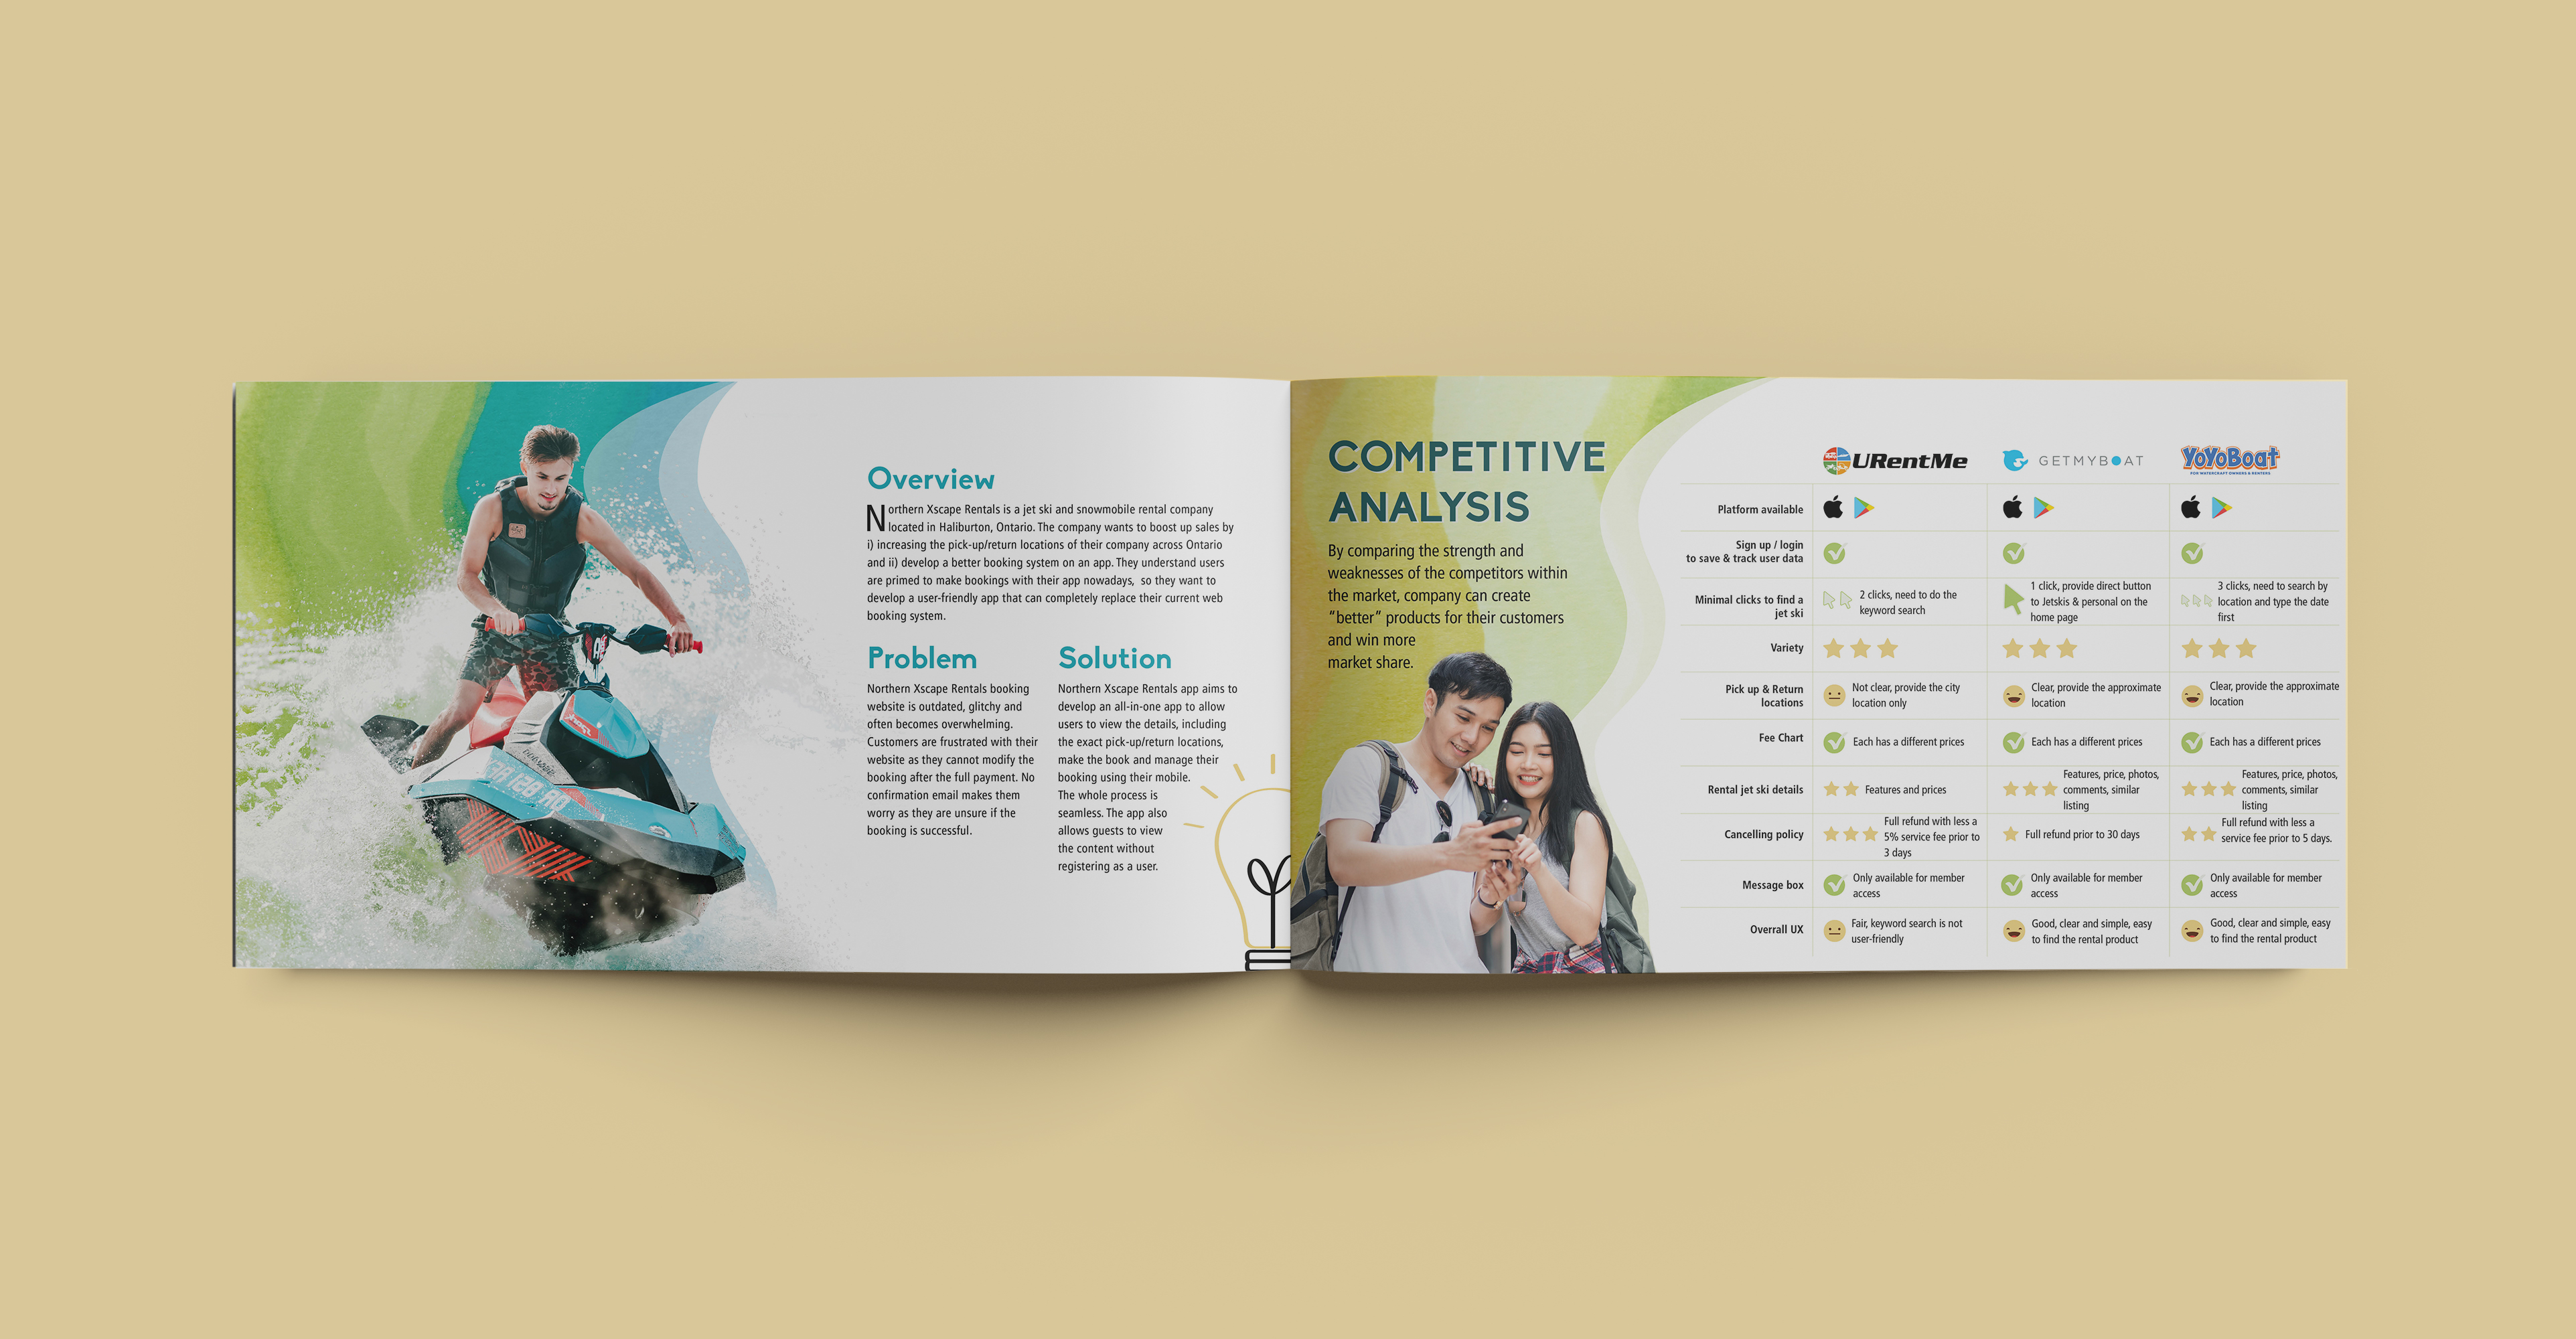 Overview
Northern Xscape Rentals is a jet ski and snowmobile rental company
located in Haliburton, Ontario. The company wants to boost up sales by
i) increasing the pick-up/return locations of their company across Ontario
and ii) develop a better booking system on an app. They understand users
are primed to make bookings with their app nowadays, so they want to
develop a user-friendly app that can completely replace their current web
booking system.
Problem
Northern Xscape Rentals booking
website is outdated, glitchy and
often becomes overwhelming.
Customers are frustrated with their
website as they cannot modify the
booking after the full payment. No
confirmation email makes them
worry as they are unsure if the
booking is successful.
Solution
Northern Xscape Rentals app aims to
develop an all-in-one app to allow
users to view the details, including
the exact pick-up/return locations,
make the book and manage their
booking using their mobile.
The whole process is
seamless. The app also
allows guests to view
the content without
registering as a user.
COMPETITIVE
ANALYSIS
By comparing the strength and
weaknesses of the competitors within
the market, company can create
"better" products for their customers
and win more
market share.
URentMe
GETMYBOAT
YoYoBoat
FOR WATERCRAFT OWNERS & RENTERS
Platform available
Sign up / login
to save & track user data
Minimal clicks to find a
jet ski
2 clicks, need to do the
keyword search
1 click, provide direct button
to Jetskis & personal on the
home page
3 clicks, need to search by
location and type the date
first
Variety
Pick up & Return
locations
Not clear, provide the city
location only
Clear, provide the approximate
location
Clear, provide the approximate
location
Fee Chart
Each has a different prices
Each has a different prices
Each has a different prices
Rental jet ski details
Features and prices
Features, price, photos,
comments, similar
listing
Features, price, photos,
comments, similar
listing
Cancelling policy
Full refund with less a
5% service fee prior to
3 days
Full refund prior to 30 days
Full refund with less a
service fee prior to 5 days.
Message box
Only available for member
access
Only available for member
access
Only available for member
access
Overrall UX
Fair, keyword search is not
user-friendly
Good, clear and simple, easy
to find the rental product
Good, clear and simple, easy
to find the rental product